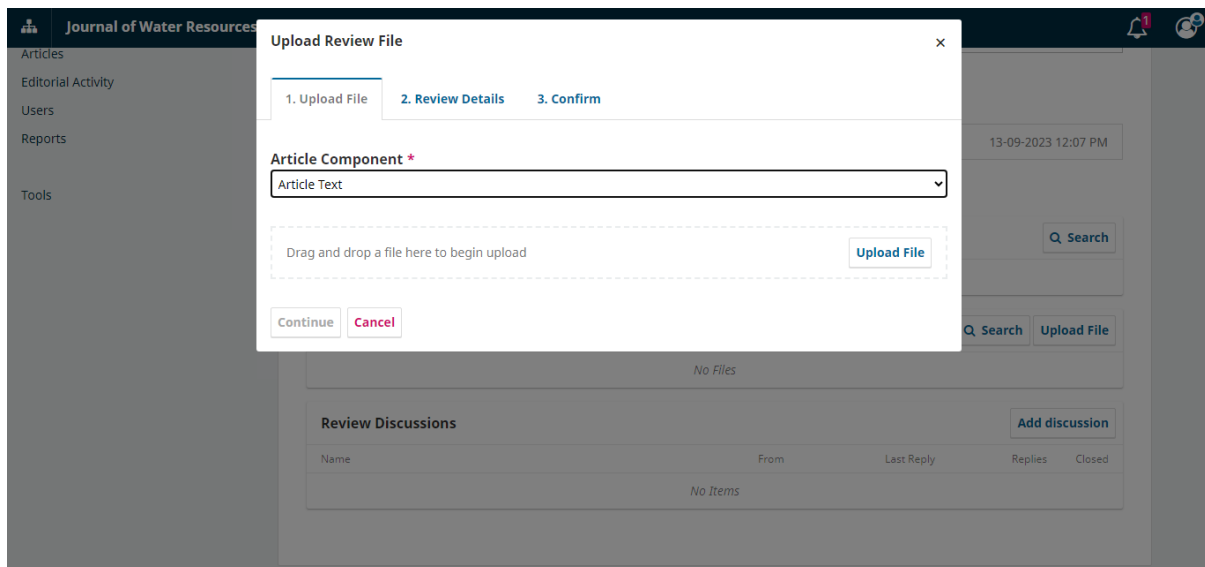 Journal of Water Resources
1
Articles
Editorial Activity
Users
Reports
Tools
Upload Review File
×
1. Upload File
2. Review Details
3. Confirm
Article Component *
Article Text
Drag and drop a file here to begin upload
Upload File
Continue
Cancel
13-09-2023 12:07 PM
Search
Search
Upload File
No Files
Review Discussions
Add discussion
Name From Last Reply Replies Closed
No Items